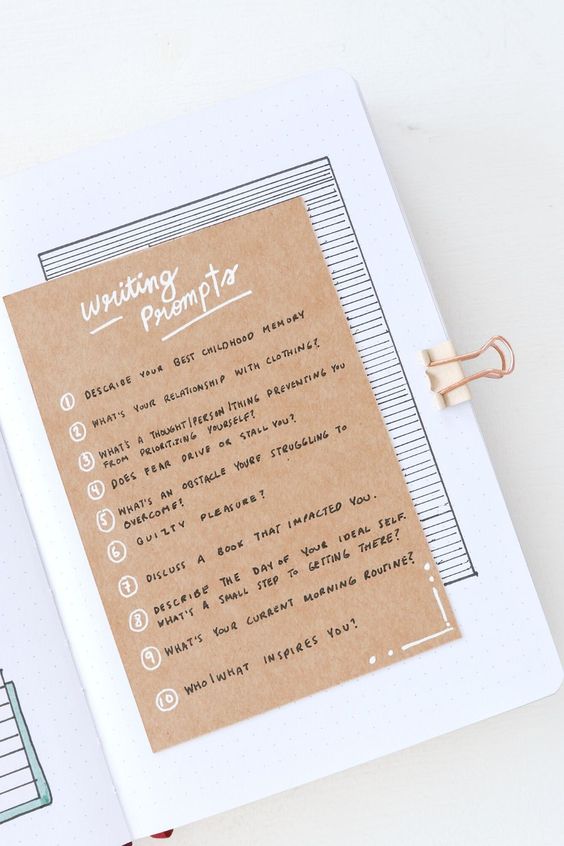 Writing
Prompts
1 DESCRIBE YOUR BEST CHILDHOOD MEMORY
2 WHAT'S YOUR RELATIONSHIP WITH CLOTHING?
3 WHAT'S A THOUGHT/PERSON/THING PREVENTING YOU
FROM PRIORITIZING YOURSELF?
4 DOES FEAR DRIVE OR STALL YOU?
5 WHAT'S AN OBSTACLE YOURE STRUGGLING TO
OVERCOME?
6 GUILTY PLEASURE?
7 DISCUSS A BOOK THAT IMPACTED YOU.
8 DESCRIBE THE DAY OF YOUR IDEAL SELF.
WHAT'S A SMALL STEP TO GETTING THERE?
9 WHAT'S YOUR CURRENT MORNING ROUTINE?
10 WHO/WHAT INSPIRES YOU?